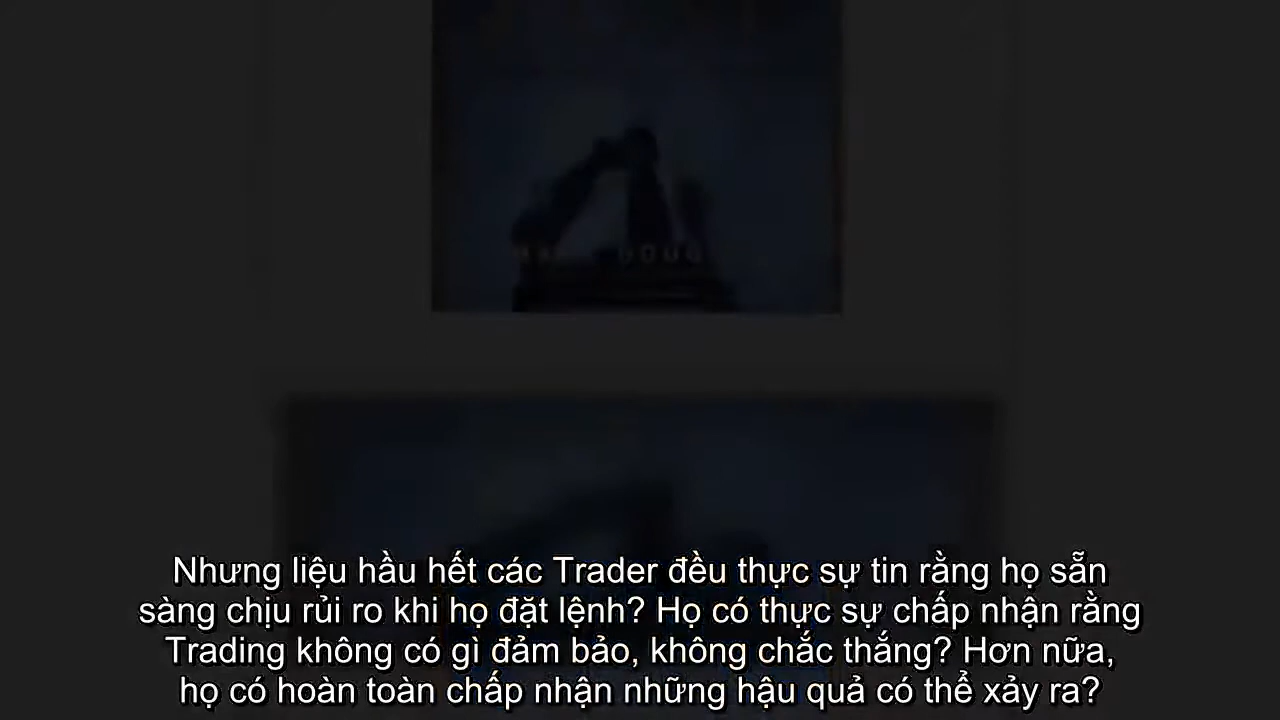 Nhưng liệu hầu hết các Trader đều thực sự tin rằng họ sẵn
sàng chịu rủi ro khi họ đặt lệnh? Họ có thực sự chấp nhận rằng
Trading không có gì đảm bảo, không chắc thắng? Hơn nữa,
họ có hoàn toàn chấp nhận những hậu quả có thể xảy ra?